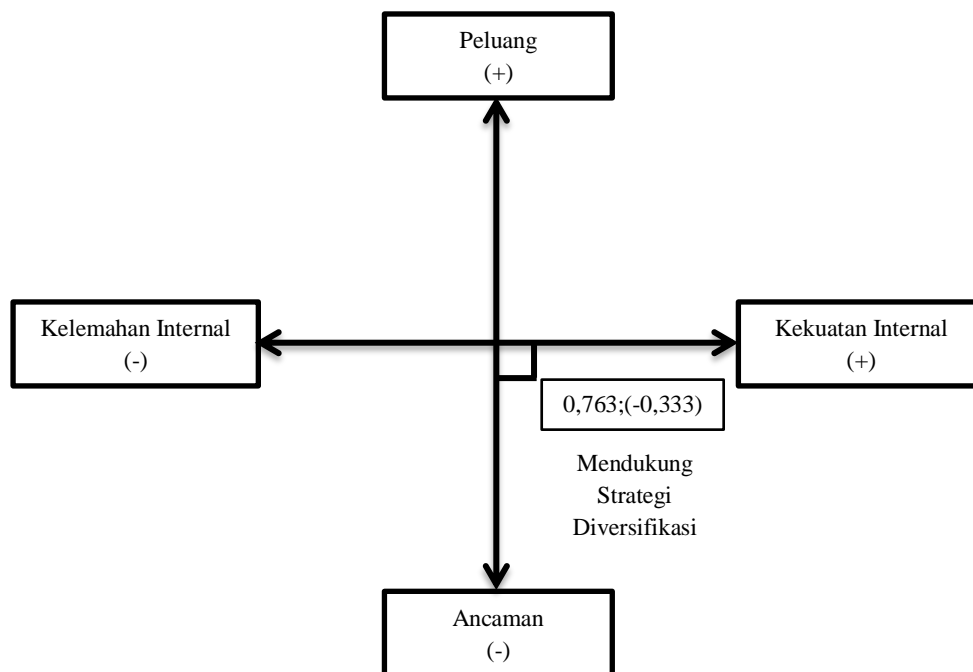 Peluang
(+)
Kelemahan Internal
(-)
Kekuatan Internal
(+)
0,763;(-0,333)
Mendukung
Strategi
Diversifikasi
Ancaman
(-)